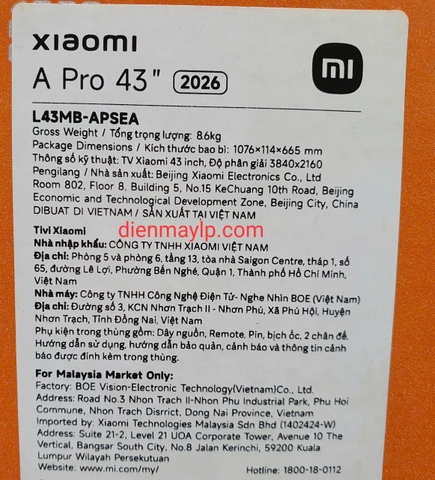 xiaomi
mi
A Pro 43" 2026
L43MB-APSEA
Gross Weight / Tổng trọng lượng: 8.6kg
Package Dimensions / Kích thước bao bì: 1076×114×665 mm
Thông số kỹ thuật: TV Xiaomi 43 inch, Độ phân giải 3840x2160
Pengilang / Nhà sản xuất: Beijing Xiaomi Electronics Co., Ltd
Room 802, Floor 8, Building 5, No.15 KeChuang 10th Road, Beijing
Economic and Technological Development Zone, Beijing City, China
DIBUAT DI VIETNAM / SẢN XUẤT TẠI VIỆT NAM
dienmaylp.com
Tivi Xiaomi
Nhà nhập khẩu: CÔNG TY TNHH XIAOMI VIỆT NAM
Địa chỉ: Phòng 5 và phòng 6, tầng 13, tòa nhà Saigon Centre, tháp 1, số
65, đường Lê Lợi, Phường Bến Nghé, Quận 1, Thành phố Hồ Chí Minh,
Việt Nam
Nhà máy: Công ty TNHH Công Nghệ Điện Tử- Nghe Nhìn BOE (Việt Nam)
Địa chỉ: Đường số 3, KCN Nhơn Trạch II - Nhơn Phú, Xã Phú Hội, Huyện
Nhơn Trạch, Tỉnh Đồng Nai, Việt Nam
Phụ kiện trong thùng gồm: Dây nguồn, Remote, Pin, bịch ốc, 2 chân đế.
Hướng dẫn sử dụng, hướng dẫn bảo quản, cảnh báo và thông tin cảnh
báo được đính kèm trong thùng.
For Malaysia Market Only:
Factory: BOE Vision-Electronic Technology(Vietnam)Co., Ltd.
Address: Road No.3 Nhon Trach II-Nhon Phu Industrial Park, Phu Hoi
Commune, Nhon Trach Disrict, Dong Nai Province, Vietnam
Imported by: Xiaomi Technologies Malaysia Sdn Bhd (1402424-W)
Address: Suite 21-2, Level 21 UOA Corporate Tower, Avenue 10 The
Vertical, Bangsar South City, No.8 Jalan Kerinchi, 59200 Kuala
Lumpur Wilayah Persekutuan
Website: www.mi.com/my/ Hotline: 1800-18-0112